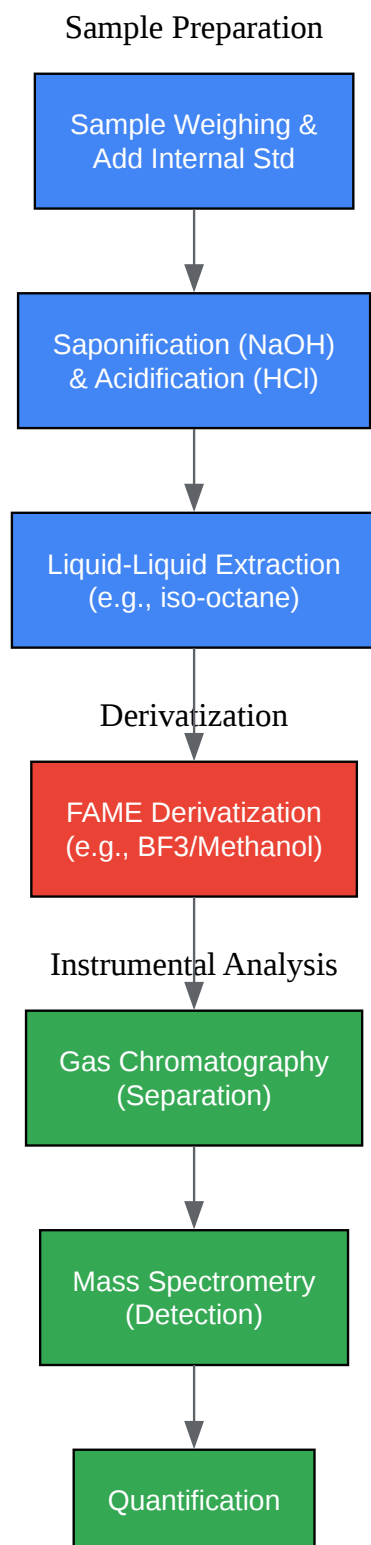 Sample Preparation
Sample Weighing &
Add Internal Std
Saponification (NaOH)
& Acidification (HCl)
Liquid-Liquid Extraction
(e.g., iso-octane)
Derivatization
FAME Derivatization
(e.g., BF3/Methanol)
Instrumental Analysis
Gas Chromatography
(Separation)
Mass Spectrometry
(Detection)
Quantification